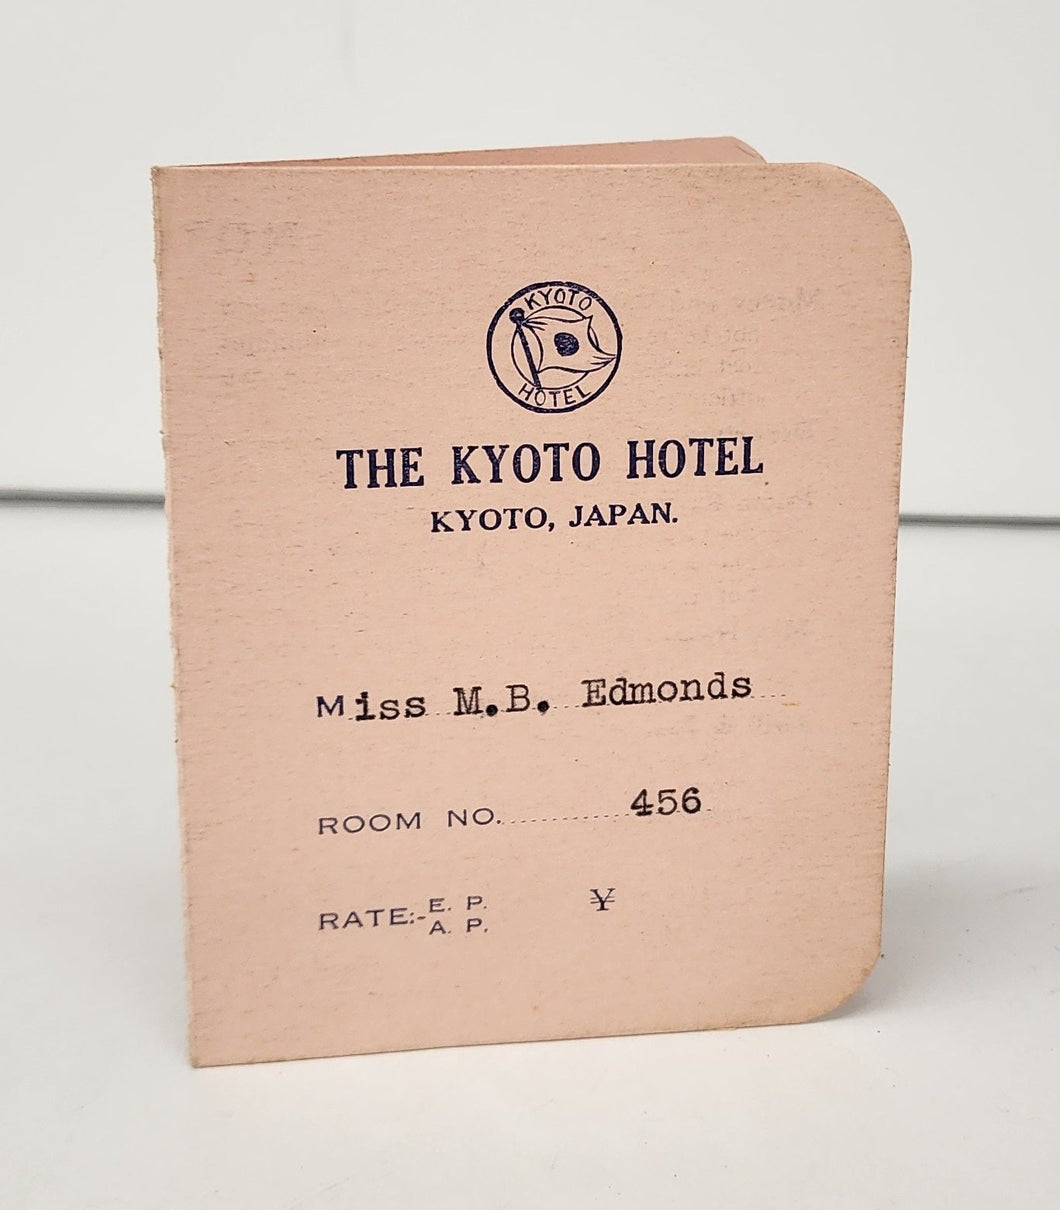 KYOTO
HOTEL
THE KYOTO HOTEL
KYOTO, JAPAN.
Miss M.B. Edmonds
ROOM NO. 456
RATE:- E. P. ¥
A. P.